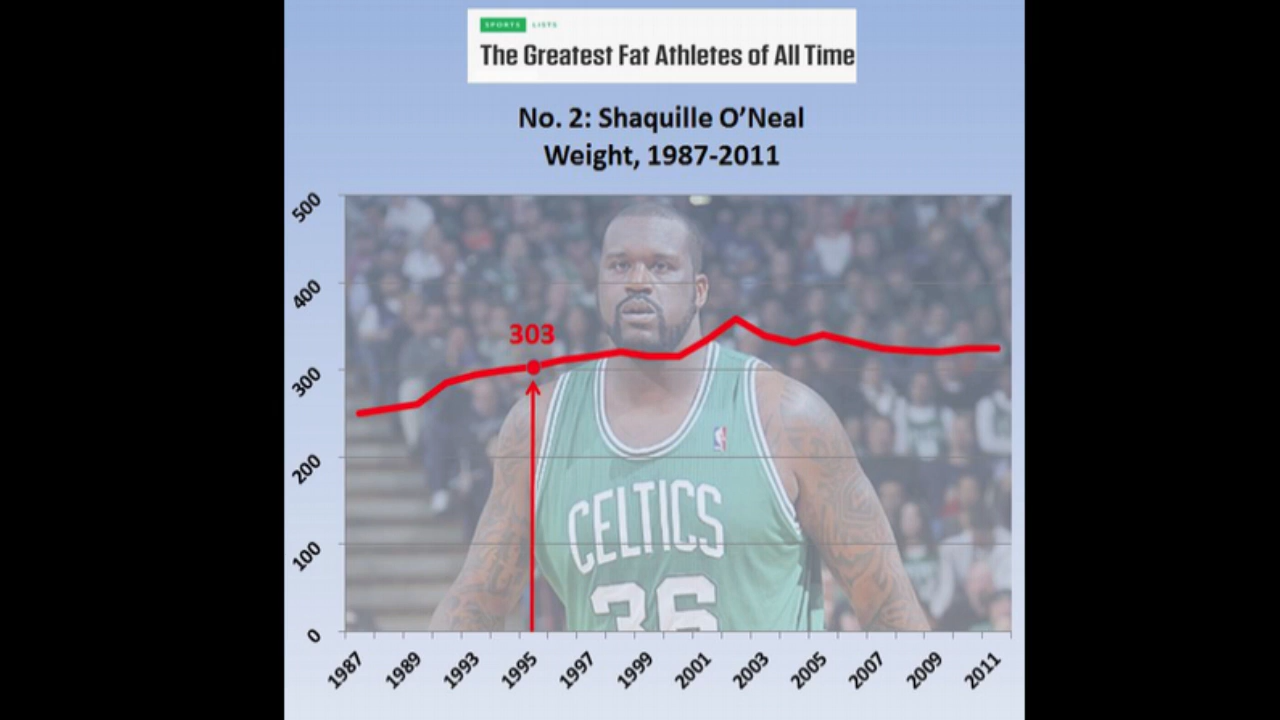 SPORTS LISTS
The Greatest Fat Athletes of All Time
No. 2: Shaquille O’Neal
Weight, 1987-2011
500
400
303
300
200
CELTICS
100
36
0
1987 1989 1993 1995 1997 1999 2001 2003 2005 2007 2009 2011